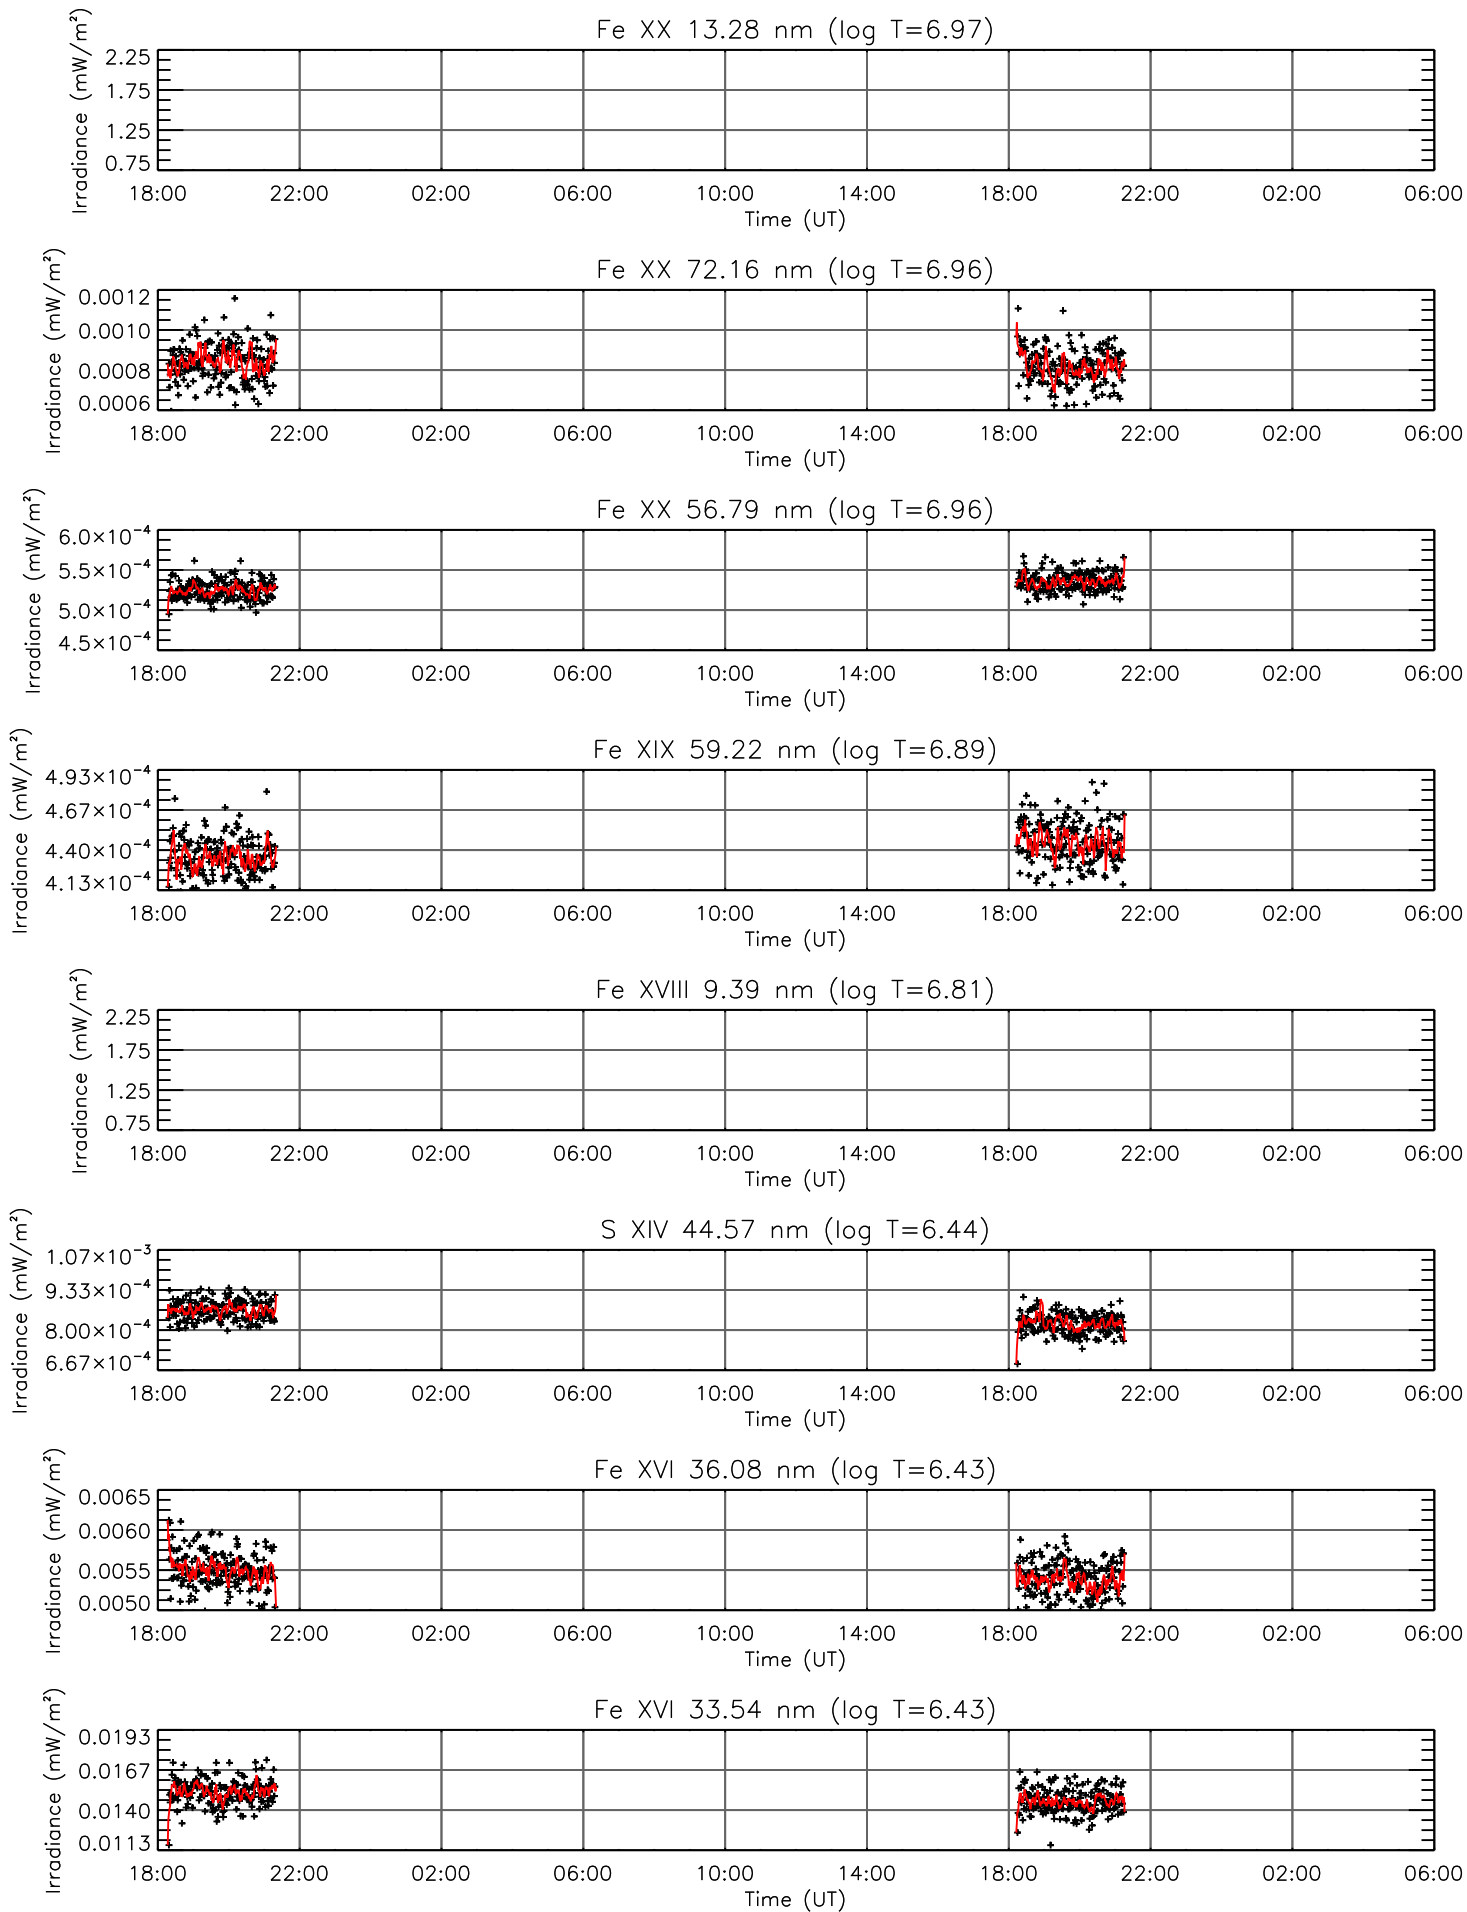 Fe XX 13.28 nm (log T=6.97)
Irradiance (mW/m²)
2.25
1.75
1.25
0.75
18:00 22:00 02:00 06:00 10:00 14:00 18:00 22:00 02:00 06:00
Time (UT)
Fe XX 72.16 nm (log T=6.96)
Irradiance (mW/m²)
0.0012
0.0010
0.0008
0.0006
18:00 22:00 02:00 06:00 10:00 14:00 18:00 22:00 02:00 06:00
Time (UT)
Fe XX 56.79 nm (log T=6.96)
Irradiance (mW/m²)
6.0×10⁻⁴
5.5×10⁻⁴
5.0×10⁻⁴
4.5×10⁻⁴
18:00 22:00 02:00 06:00 10:00 14:00 18:00 22:00 02:00 06:00
Time (UT)
Fe XIX 59.22 nm (log T=6.89)
Irradiance (mW/m²)
4.93×10⁻⁴
4.67×10⁻⁴
4.40×10⁻⁴
4.13×10⁻⁴
18:00 22:00 02:00 06:00 10:00 14:00 18:00 22:00 02:00 06:00
Time (UT)
Fe XVIII 9.39 nm (log T=6.81)
Irradiance (mW/m²)
2.25
1.75
1.25
0.75
18:00 22:00 02:00 06:00 10:00 14:00 18:00 22:00 02:00 06:00
Time (UT)
S XIV 44.57 nm (log T=6.44)
Irradiance (mW/m²)
1.07×10⁻³
9.33×10⁻⁴
8.00×10⁻⁴
6.67×10⁻⁴
18:00 22:00 02:00 06:00 10:00 14:00 18:00 22:00 02:00 06:00
Time (UT)
Fe XVI 36.08 nm (log T=6.43)
Irradiance (mW/m²)
0.0065
0.0060
0.0055
0.0050
18:00 22:00 02:00 06:00 10:00 14:00 18:00 22:00 02:00 06:00
Time (UT)
Fe XVI 33.54 nm (log T=6.43)
Irradiance (mW/m²)
0.0193
0.0167
0.0140
0.0113
18:00 22:00 02:00 06:00 10:00 14:00 18:00 22:00 02:00 06:00
Time (UT)